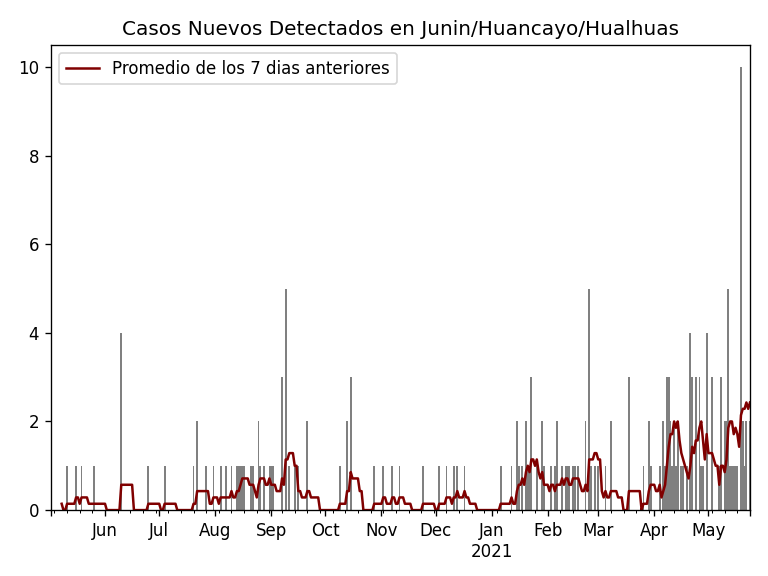 Casos Nuevos Detectados en Junin/Huancayo/Hualhuas
Promedio de los 7 dias anteriores
10
8
6
4
2
0
Jun Jul Aug Sep Oct Nov Dec Jan Feb Mar Apr May
2021